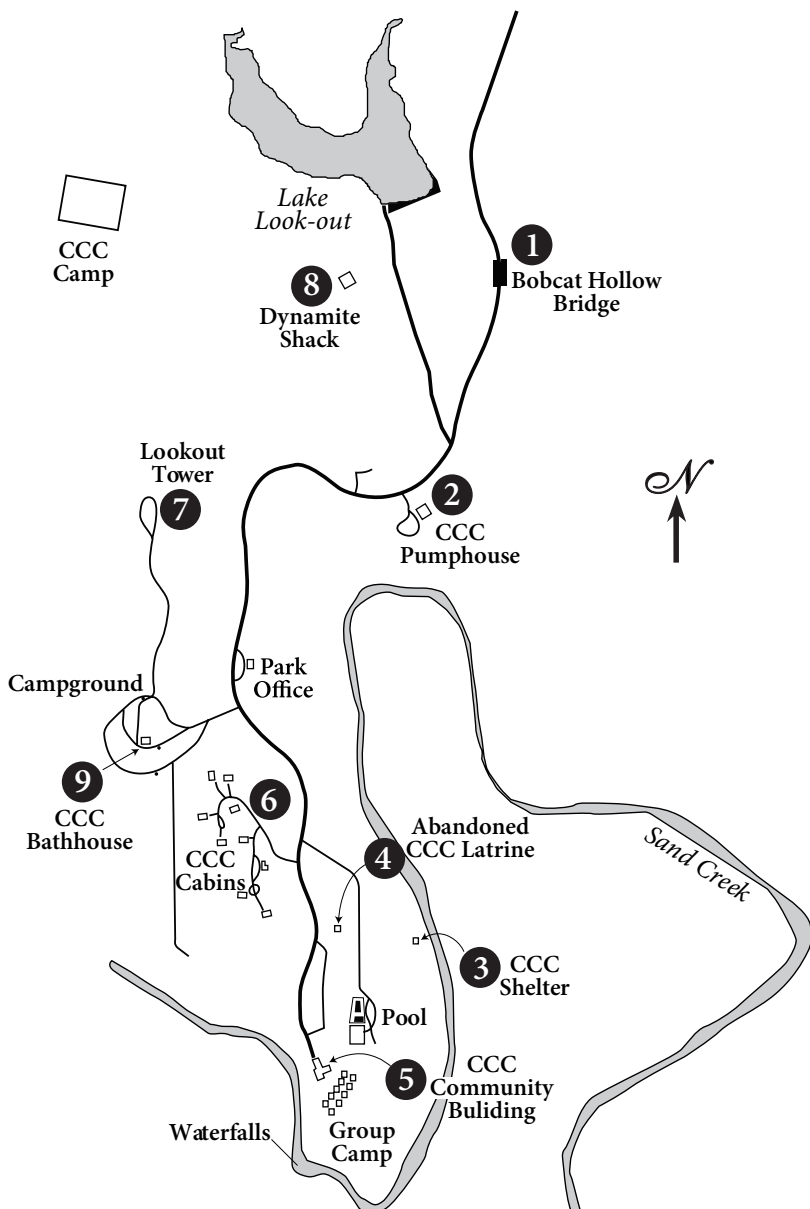 Lake
Look-out
CCC
Camp
1
Bobcat Hollow
Bridge
8
Dynamite
Shack
Lookout
Tower
7
N
2
CCC
Pumphouse
Park
Office
Campground
9
CCC
Bathhouse
6
CCC
Cabins
Abandoned
CCC Latrine
4
Sand Creek
3
CCC
Shelter
Pool
5
CCC
Community
Buliding
Waterfalls
Group
Camp